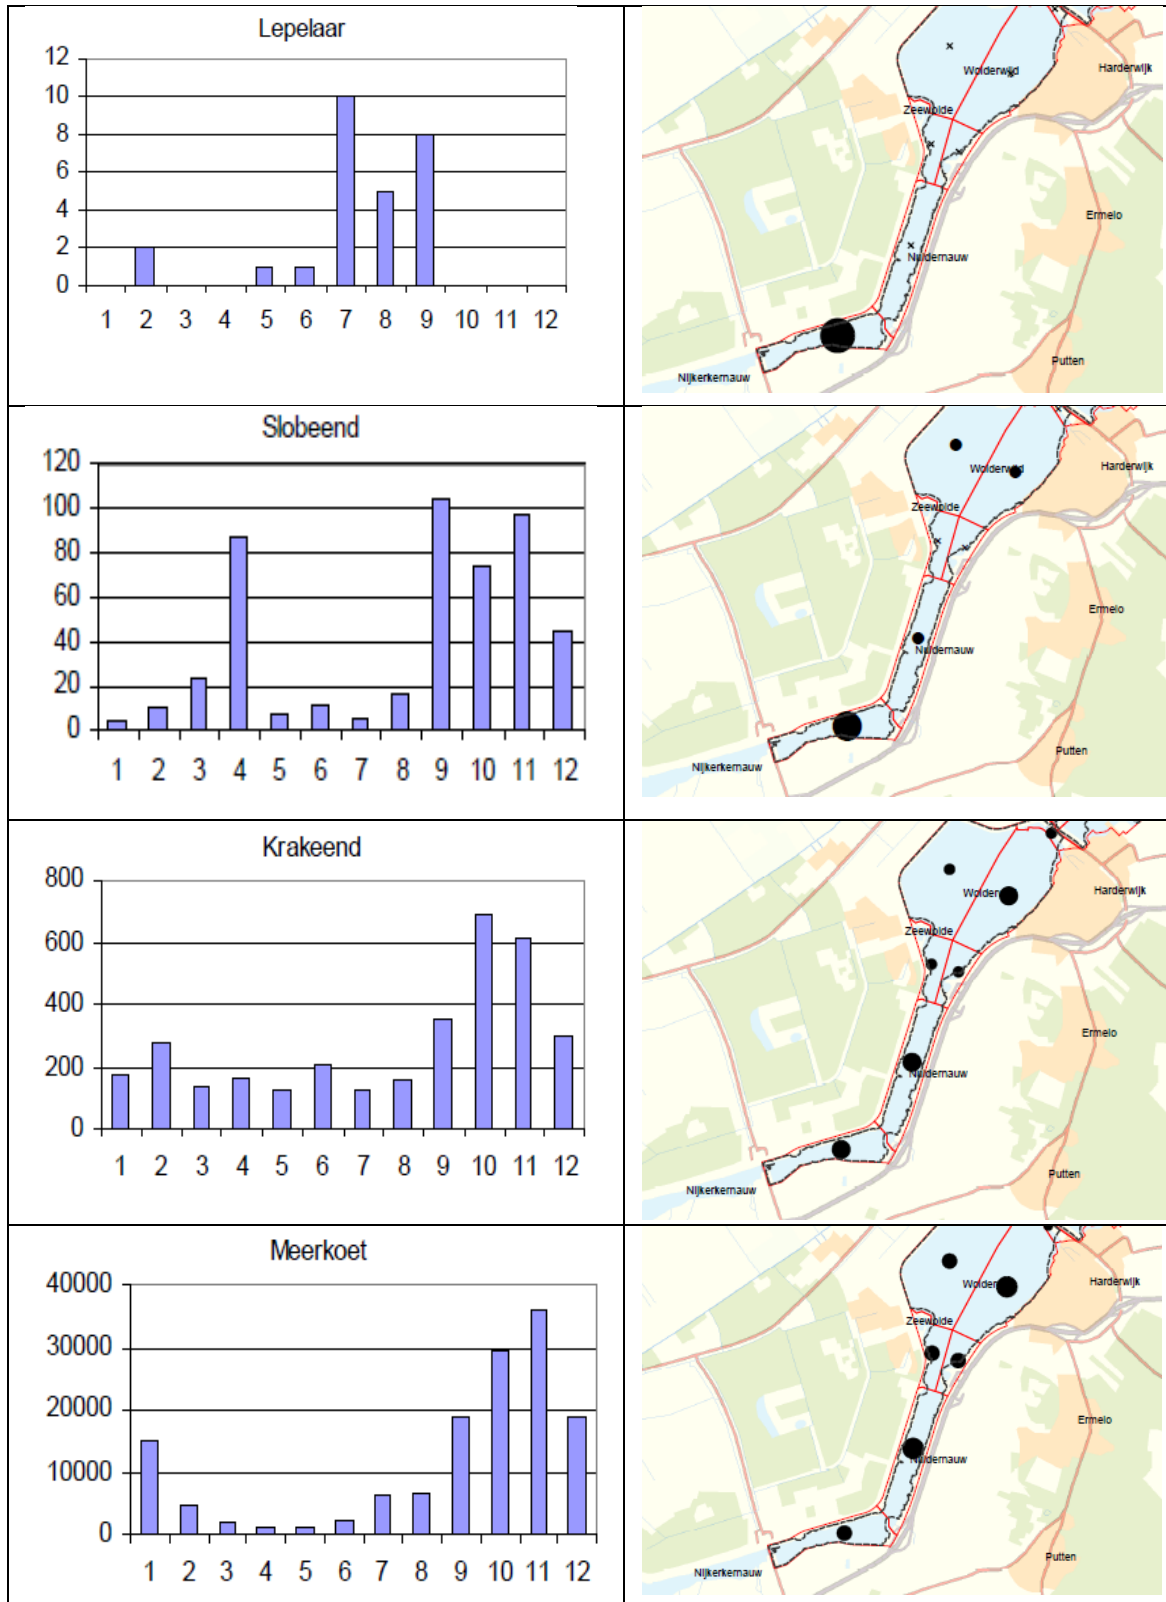 Lepelaar
12
10
8
6
4
2
0
1 2 3 4 5 6 7 8 9 10 11 12
Wolderwijd
Harderwijk
Zeewolde
Ermelo
Nuldernauw
Putten
Nijkerkernauw
Slobeend
120
100
80
60
40
20
0
1 2 3 4 5 6 7 8 9 10 11 12
Wolderwijd
Harderwijk
Zeewolde
Ermelo
Nuldernauw
Putten
Nijkerkernauw
Krakeend
800
600
400
200
0
1 2 3 4 5 6 7 8 9 10 11 12
Harderwijk
Zeewolde
Ermelo
Nuldernauw
Putten
Nijkerkernauw
Meerkoet
40000
30000
20000
10000
0
1 2 3 4 5 6 7 8 9 10 11 12
Harderwijk
Zeewolde
Ermelo
Nuldernauw
Putten
Nijkerkernauw